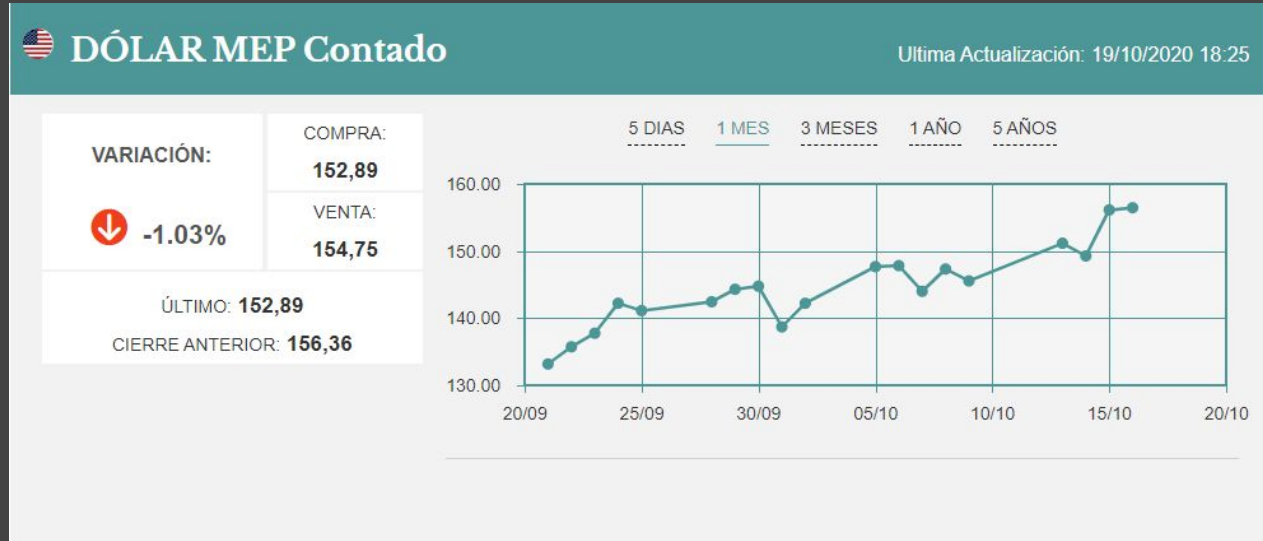 DÓLAR MEP Contado
Ultima Actualización: 19/10/2020 18:25
VARIACIÓN:
-1.03%
COMPRA:
152,89
VENTA:
154,75
ÚLTIMO: 152,89
CIERRE ANTERIOR: 156,36
5 DIAS 1 MES 3 MESES 1 AÑO 5 AÑOS
160.00
150.00
140.00
130.00
20/09 25/09 30/09 05/10 10/10 15/10 20/10